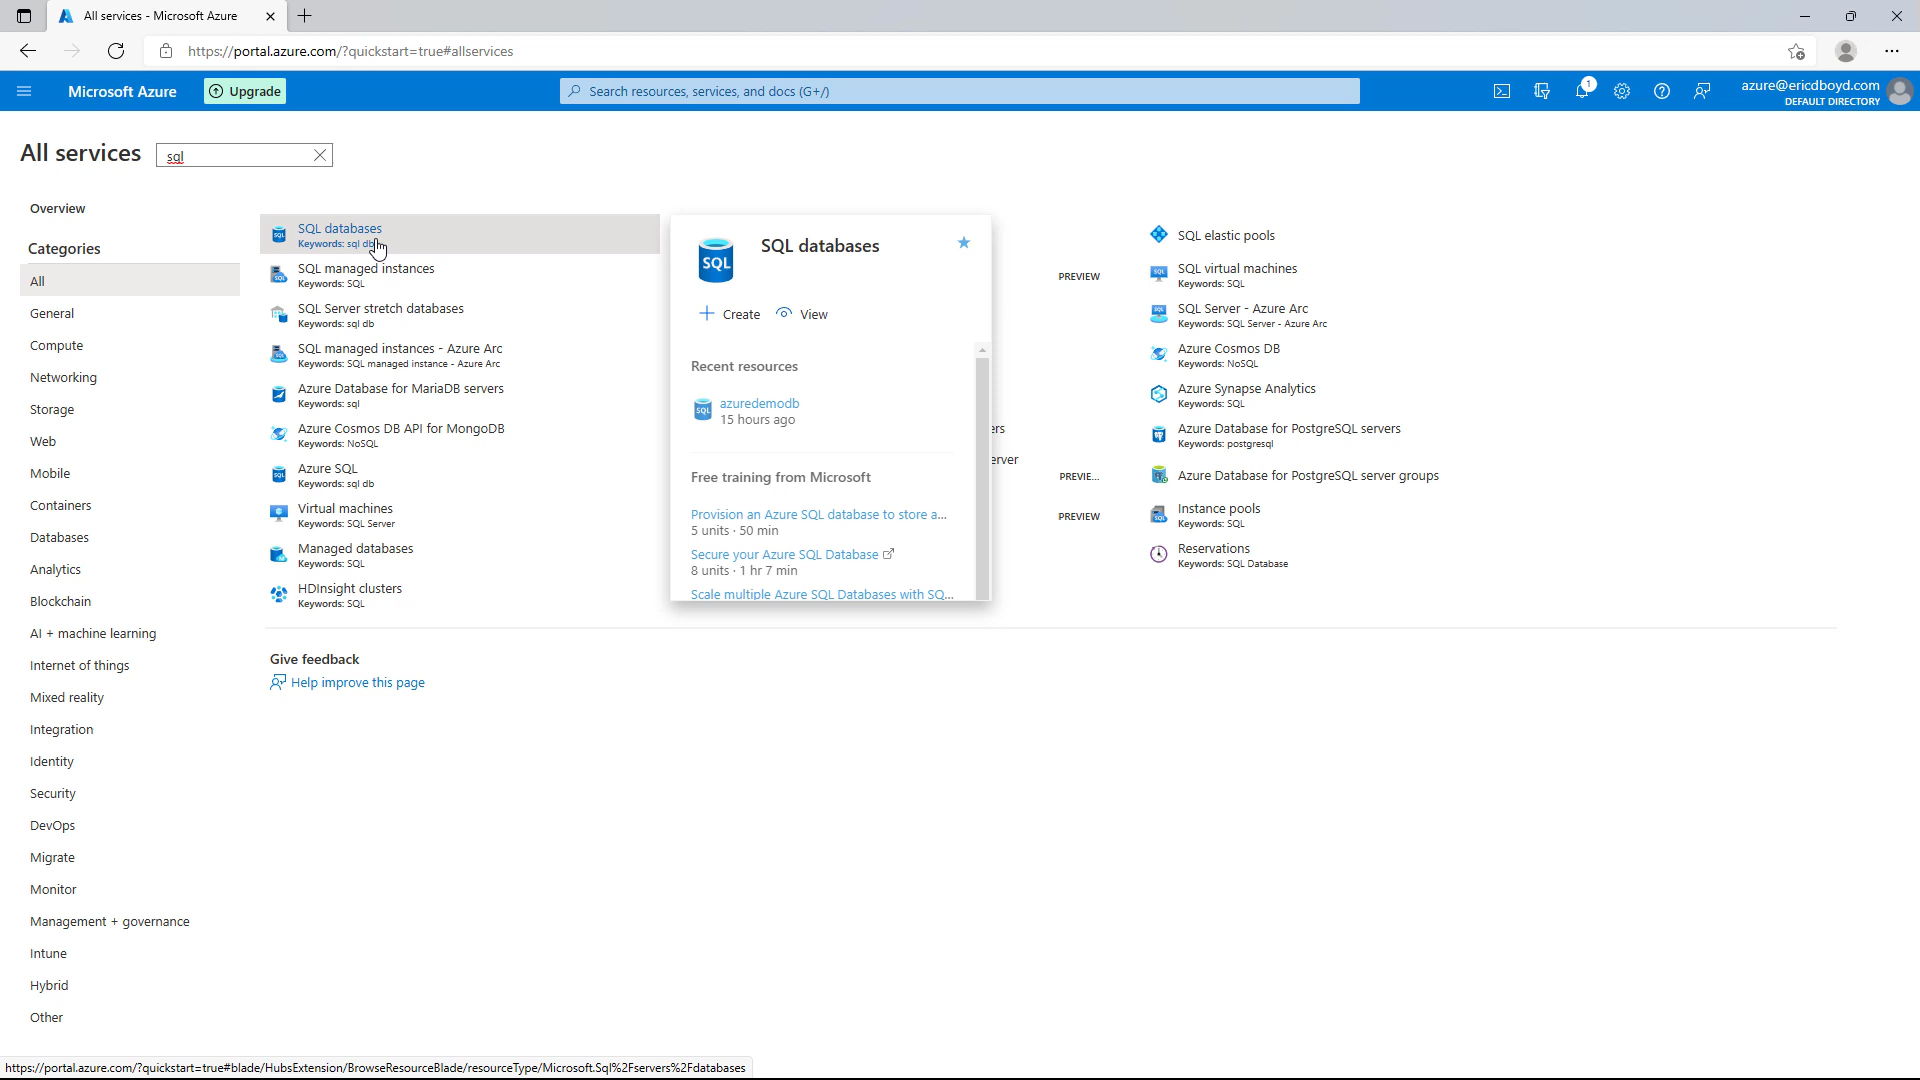 All services - Microsoft Azure
https://portal.azure.com/?quickstart=true#allservices
Microsoft Azure
Upgrade
Search resources, services, and docs (G+/)
1
azure@ericdboyd.com
DEFAULT DIRECTORY
All services
sql
Overview
Categories
All
General
Compute
Networking
Storage
Web
Mobile
Containers
Databases
Analytics
Blockchain
AI + machine learning
Internet of things
Mixed reality
Integration
Identity
Security
DevOps
Migrate
Monitor
Management + governance
Intune
Hybrid
Other
SQL databases
Keywords: sql db
SQL managed instances
Keywords: SQL
SQL Server stretch databases
Keywords: sql db
SQL managed instances - Azure Arc
Keywords: SQL managed instance - Azure Arc
Azure Database for MariaDB servers
Keywords: sql
Azure Cosmos DB API for MongoDB
Keywords: NoSQL
Azure SQL
Keywords: sql db
Virtual machines
Keywords: SQL Server
Managed databases
Keywords: SQL
HDInsight clusters
Keywords: SQL
SQL
SQL databases
Create
View
Recent resources
SQL
azuredemodb
15 hours ago
Free training from Microsoft
Provision an Azure SQL database to store a...
5 units · 50 min
Secure your Azure SQL Database
8 units · 1 hr 7 min
Scale multiple Azure SQL Databases with SQ...
PREVIEW
ers
erver
PREVIE...
PREVIEW
SQL elastic pools
SQL virtual machines
Keywords: SQL
SQL Server - Azure Arc
Keywords: SQL Server - Azure Arc
Azure Cosmos DB
Keywords: NoSQL
Azure Synapse Analytics
Keywords: SQL
Azure Database for PostgreSQL servers
Keywords: postgresql
Azure Database for PostgreSQL server groups
Instance pools
Keywords: SQL
Reservations
Keywords: SQL Database
Give feedback
Help improve this page
https://portal.azure.com/?quickstart=true#blade/HubsExtension/BrowseResourceBlade/resourceType/Microsoft.Sql%2Fservers%2Fdatabases